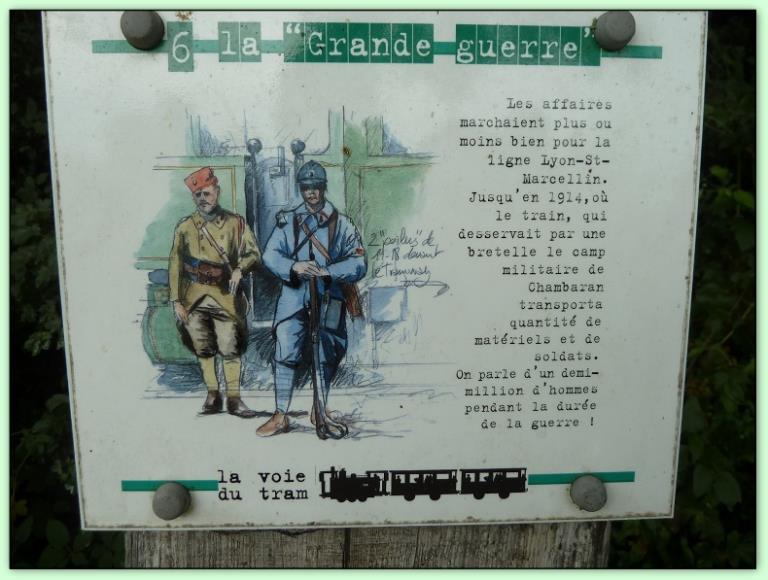 6 la "Grande guerre"
Les affaires
marchaient plus ou
moins bien pour la
ligne Lyon-St-
Marcellin.
Jusqu'en 1914,où
le train, qui
desservait par une
bretelle le camp
militaire de
Chambaran
transporta
quantité de
matériels et de
soldats.
On parle d'un demi-
million d'hommes
pendant la durée
de la guerre !
2 "poilus" de
14-18 devant
le tramway
la voie
du tram